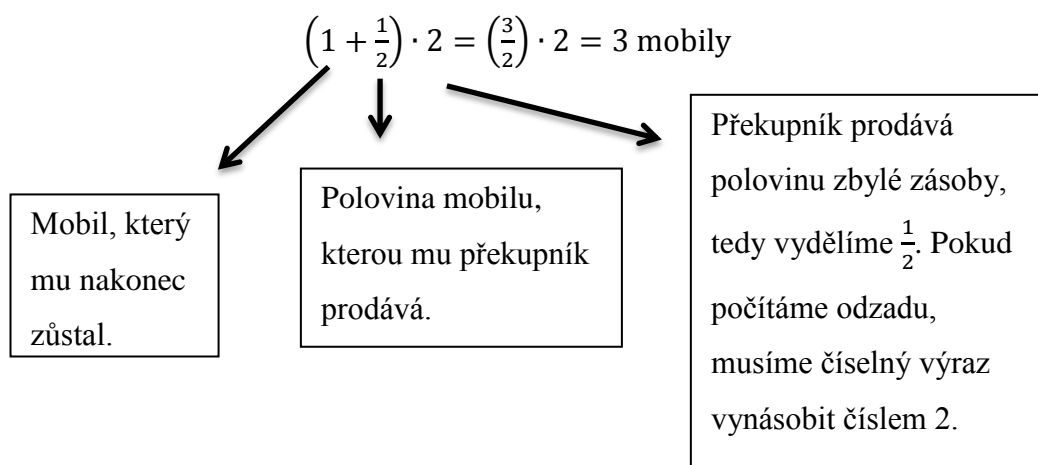 (1 + 1/2) · 2 = (3/2) · 2 = 3 mobily
Mobil, který
mu nakonec
zůstal.
Polovina mobilu,
kterou mu překupník
prodává.
Překupník prodává
polovinu zbylé zásoby,
tedy vydělíme 1/2. Pokud
počítáme odzadu,
musíme číselný výraz
vynásobit číslem 2.